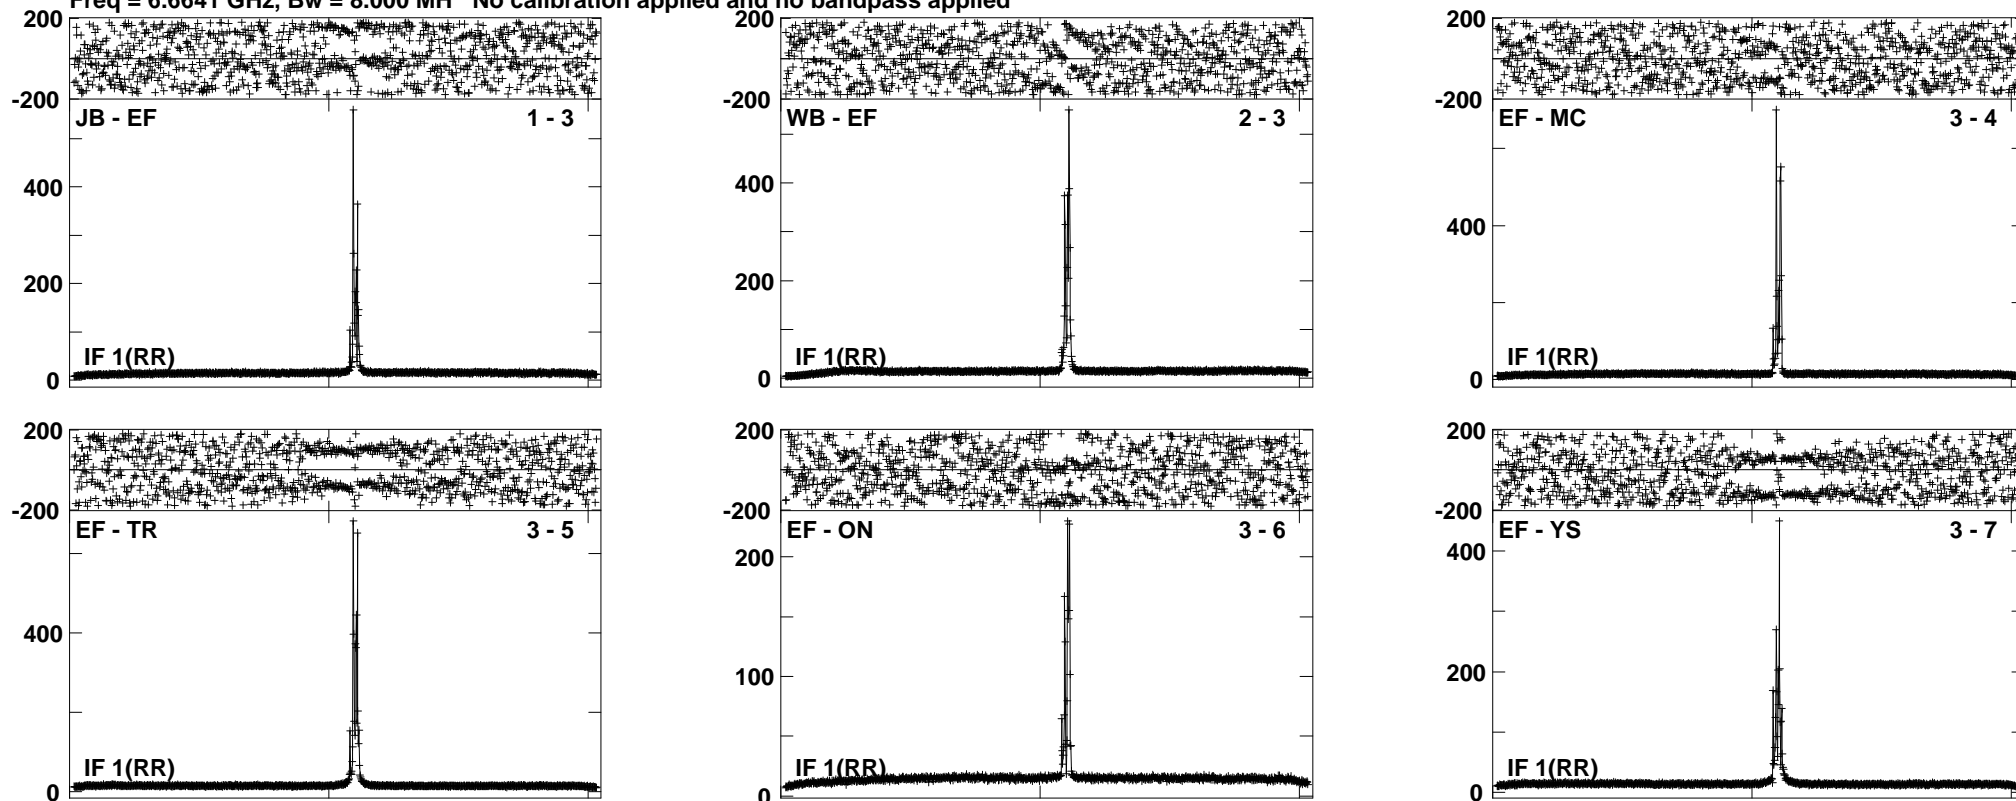 Freq = 6.6641 GHz, Bw = 8.000 MH No calibration applied and no bandpass applied
200
-200
JB - EF 1 - 3
400
200
IF 1(RR)
0
200
-200
WB - EF 2 - 3
400
200
IF 1(RR)
0
200
-200
EF - MC 3 - 4
400
IF 1(RR)
0
200
-200
EF - TR 3 - 5
400
IF 1(RR)
0
200
-200
EF - ON 3 - 6
200
100
IF 1(RR)
0
200
-200
EF - YS 3 - 7
400
200
IF 1(RR)
0